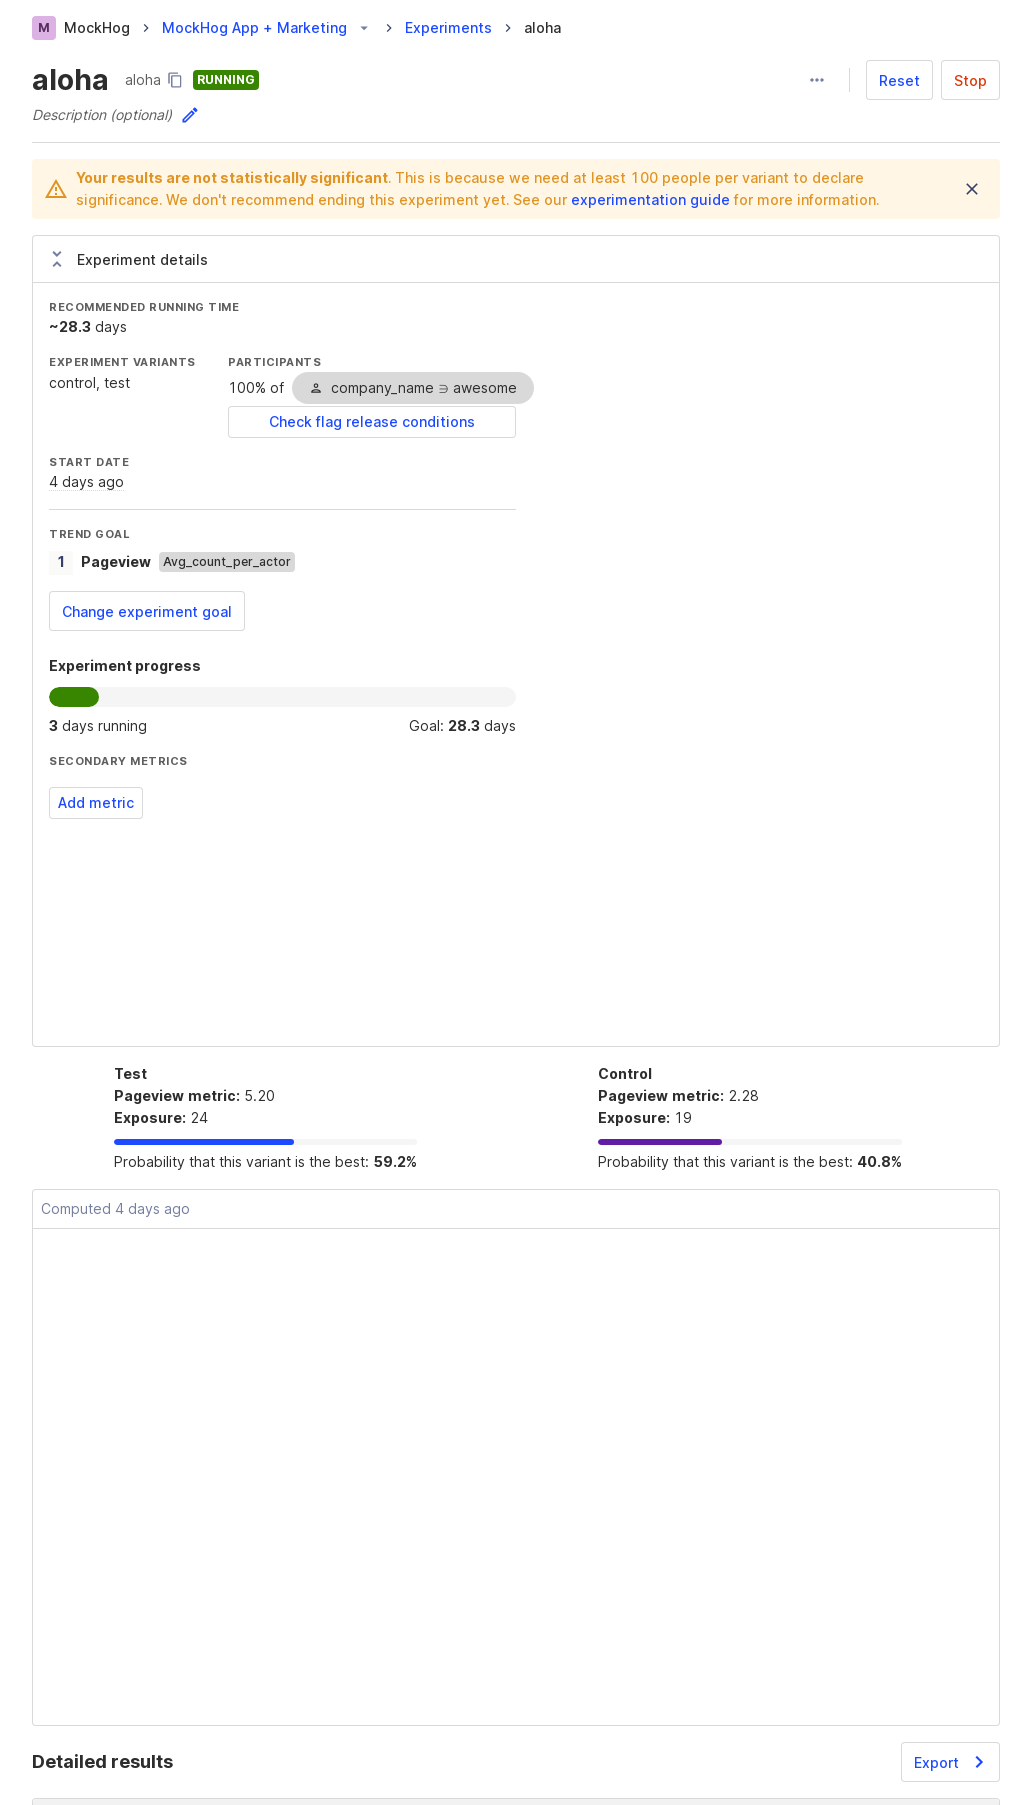 M MockHog MockHog App + Marketing Experiments aloha
aloha aloha RUNNING Reset Stop
Description (optional)
Your results are not statistically significant. This is because we need at least 100 people per variant to declare
significance. We don't recommend ending this experiment yet. See our experimentation guide for more information.
Experiment details
RECOMMENDED RUNNING TIME
~28.3 days
EXPERIMENT VARIANTS
control, test
PARTICIPANTS
100% of company_name ∋ awesome
Check flag release conditions
START DATE
4 days ago
TREND GOAL
1 Pageview Avg_count_per_actor
Change experiment goal
Experiment progress
3 days running Goal: 28.3 days
SECONDARY METRICS
Add metric
Test
Pageview metric: 5.20
Exposure: 24
Probability that this variant is the best: 59.2%
Control
Pageview metric: 2.28
Exposure: 19
Probability that this variant is the best: 40.8%
Computed 4 days ago
Detailed results Export